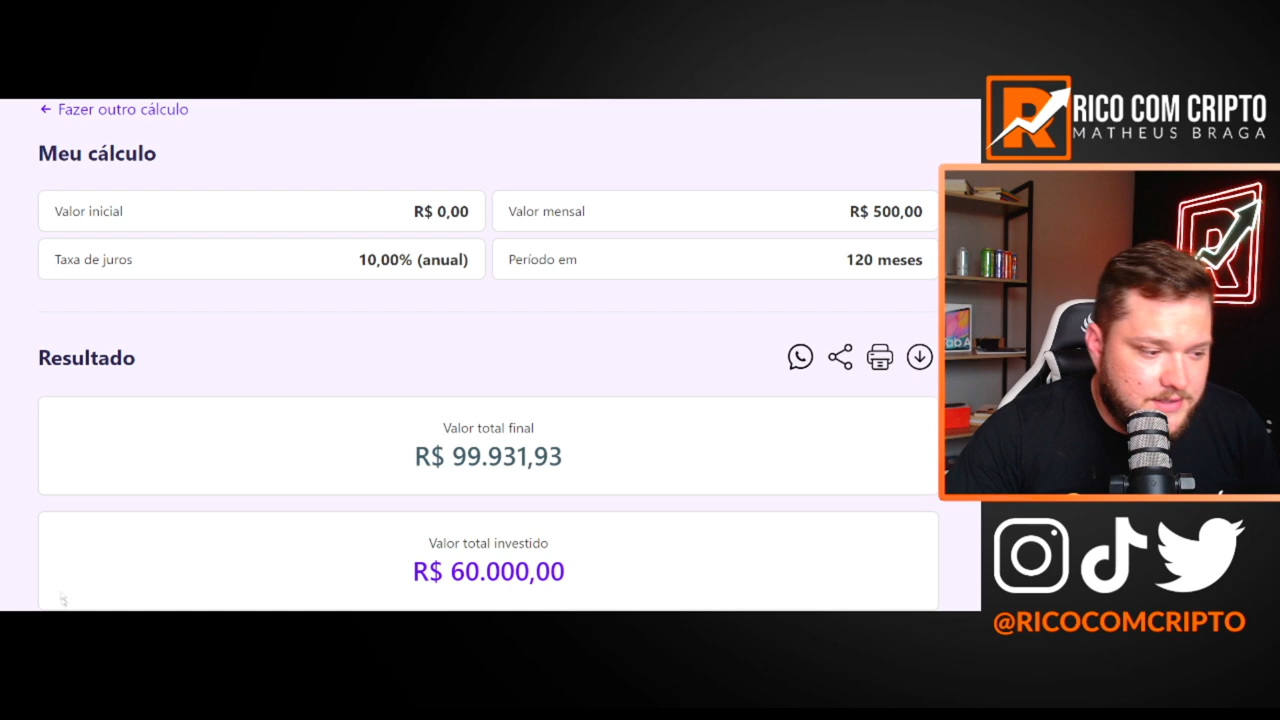 ← Fazer outro cálculo
Meu cálculo
Valor inicial R$ 0,00
Valor mensal R$ 500,00
Taxa de juros 10,00% (anual)
Período em 120 meses
Resultado
Valor total final
R$ 99.931,93
Valor total investido
R$ 60.000,00
R
RICO COM CRIPTO
MATHEUS BRAGA
R
@RICOCOMCRIPTO